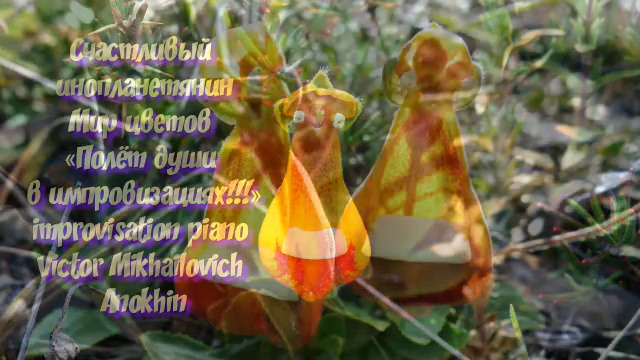 Счастливый
инопланетянин
Мир цветов
«Полёт души
в импровизациях!!!»
improvisation piano
Victor Mikhailovich
Anokhin